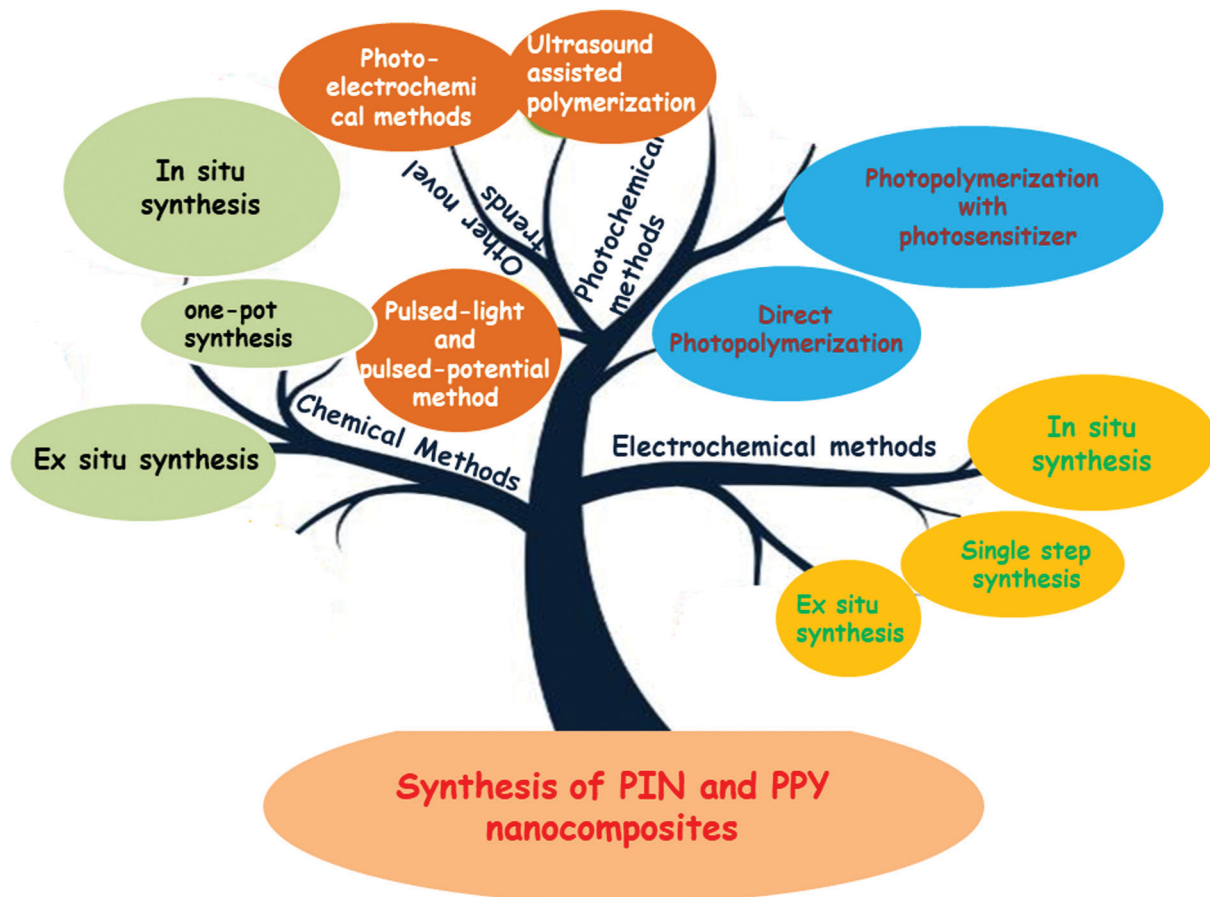 Photo-
electrochemi
cal methods
Ultrasound
assisted
polymerization
In situ
synthesis
Other novel
trends
Photochemical
methods
Photopolymerization
with
photosensitizer
one-pot
synthesis
Pulsed-light
and
pulsed-potential
method
Direct
Photopolymerization
Chemical Methods
Ex situ synthesis
Electrochemical methods
In situ
synthesis
Single step
synthesis
Ex situ
synthesis
Synthesis of PIN and PPY
nanocomposites